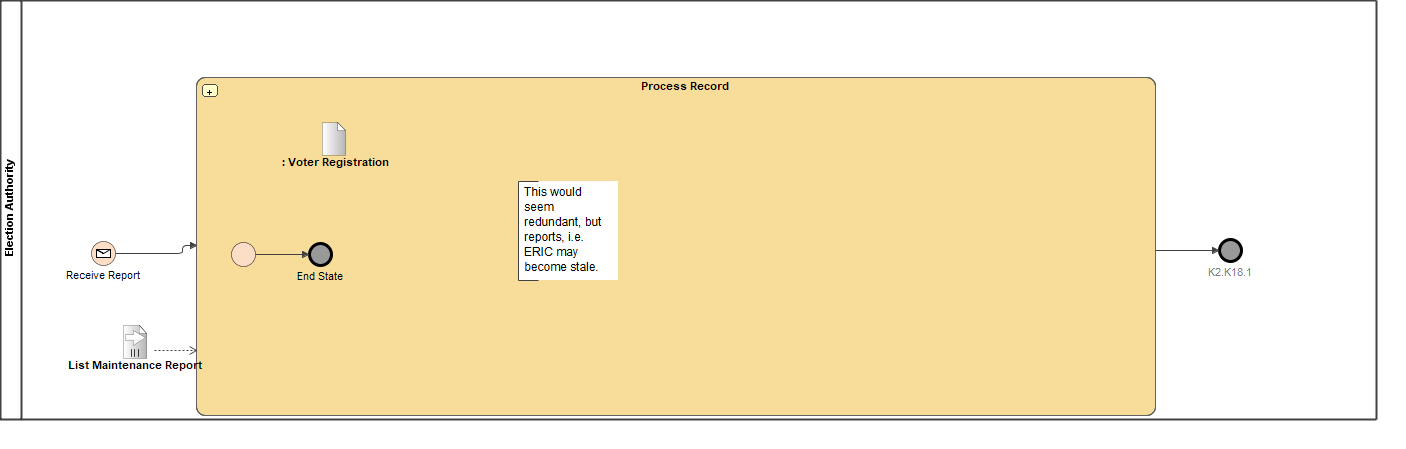 Election Authority
Process Record
: Voter Registration
This would
seem
redundant, but
reports, i.e.
ERIC may
become stale.
Receive Report
End State
K2.K18.1
List Maintenance Report